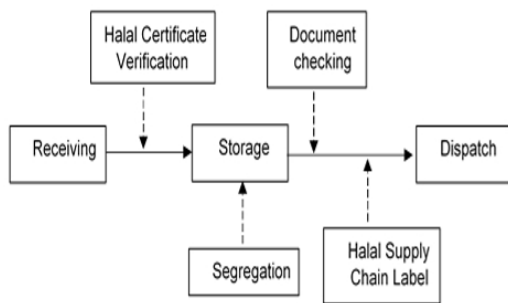 Halal Certificate
Verification
Document
checking
Receiving
Storage
Dispatch
Segregation
Halal Supply
Chain Label